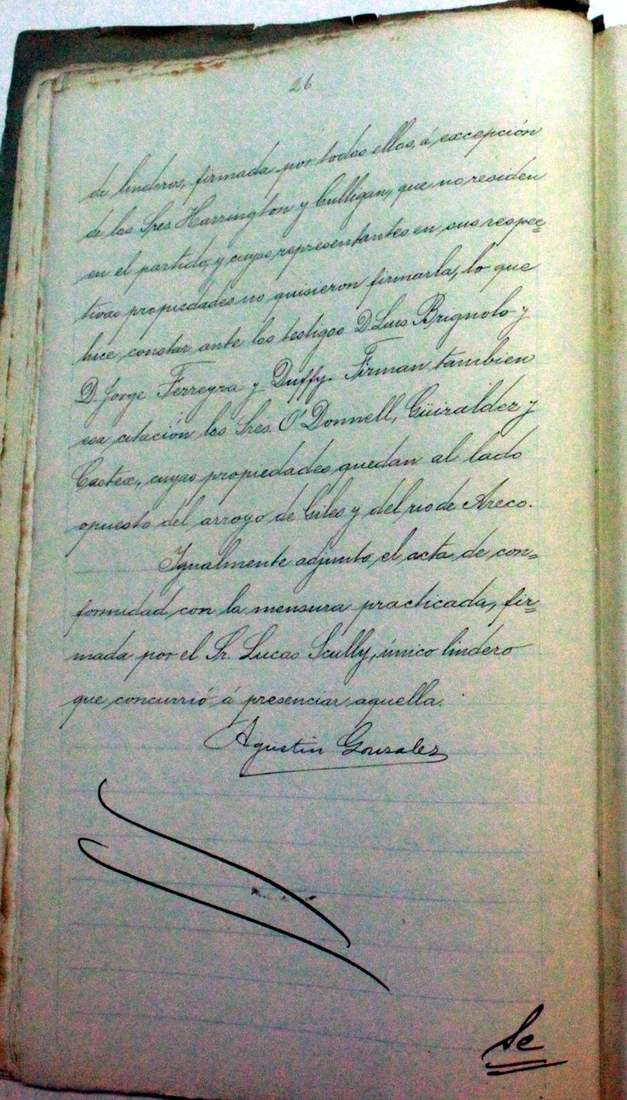 26
de linderos, firmada por todos ellos, á excepción
de los Sres. Harrington y Culligan, que no residen
en el partido, y cuyos representantes en sus respec=
tivas propiedades no quisieron firmarla, lo que
hice constar ante los testigos D. Luis Brignolo y
D. Jorge Ferreyra y Duffy. Firman tambien
esa citación los Sres. O'Donnell, Güiraldez y
Castex, cuyas propiedades quedan al lado
opuesto del arroyo de Giles y del rio de Areco.
Igualmente adjunto el acta de con=
formidad con la mensura practicada, fir=
mada por el Sr. Lucas Scully, único lindero
que concurrió á presenciar aquella.
Agustin Gonzalez
Se